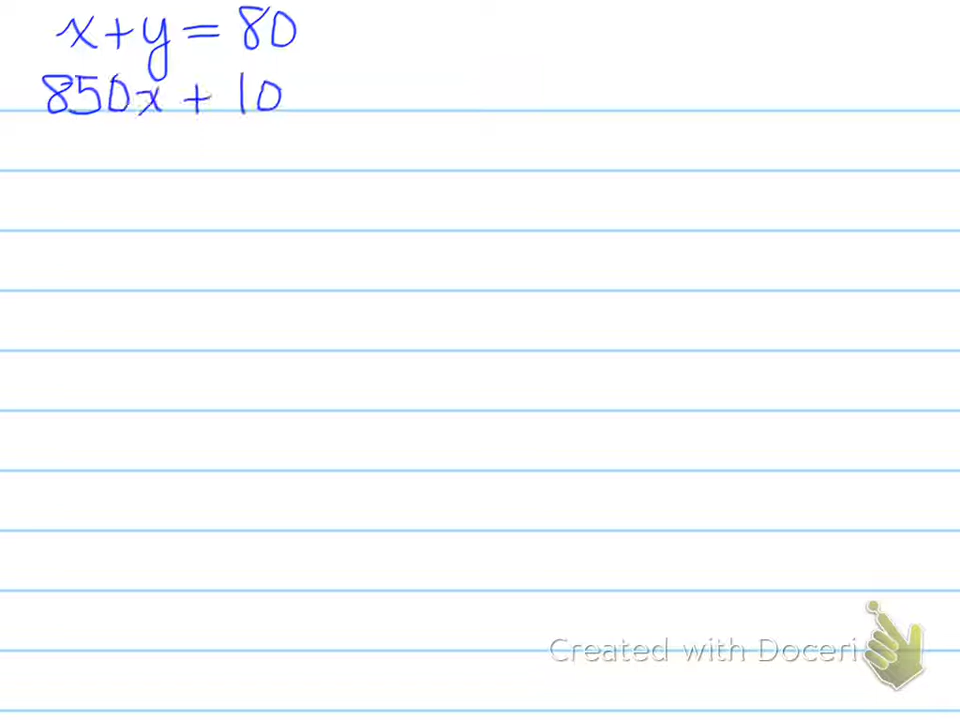 x + y = 80
850x + 10
Created with Doceri